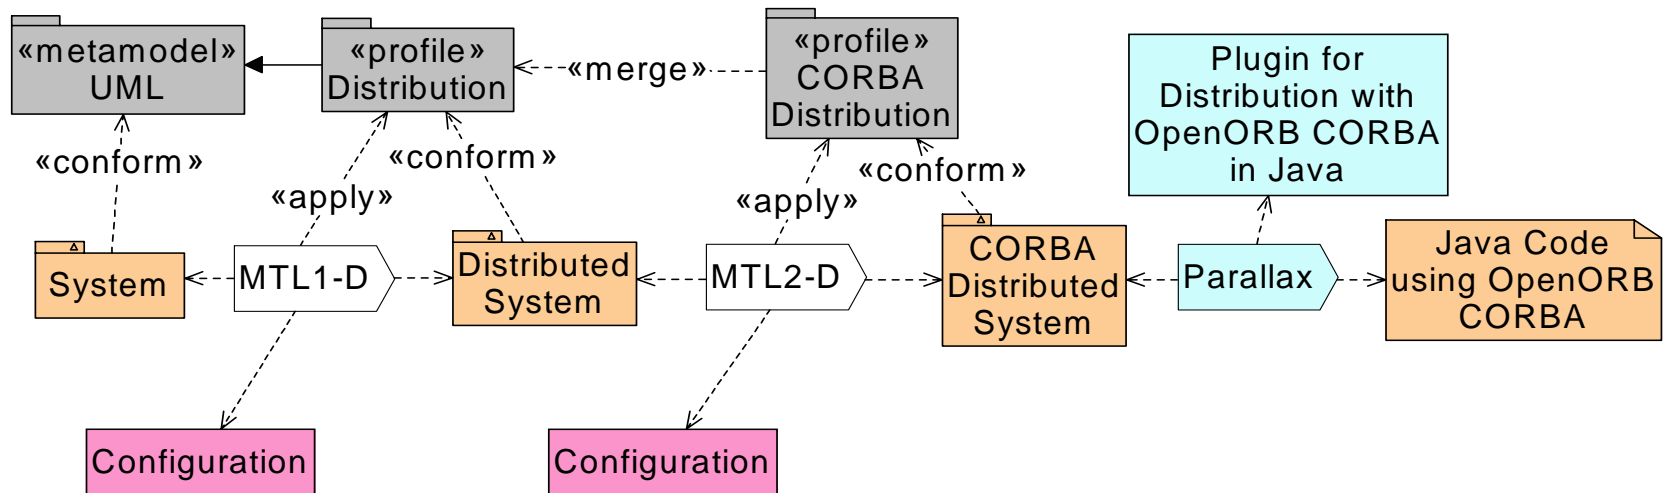 «metamodel»
UML
«profile»
Distribution
«merge»
«profile»
CORBA
Distribution
Plugin for
Distribution with
OpenORB CORBA
in Java
«conform»
«conform»
«conform»
«apply»
«apply»
System
MTL1-D
Distributed
System
MTL2-D
CORBA
Distributed
System
Parallax
Java Code
using OpenORB
CORBA
Configuration
Configuration